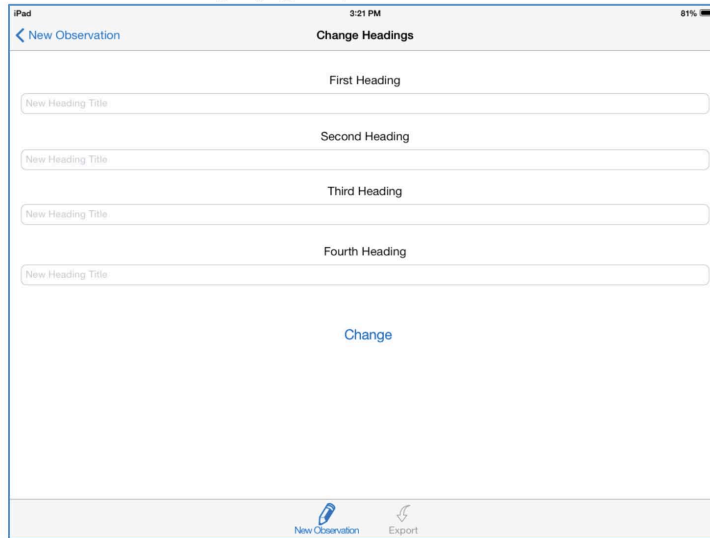 iPad 3:21 PM 81%
New Observation Change Headings
First Heading
New Heading Title
Second Heading
New Heading Title
Third Heading
New Heading Title
Fourth Heading
New Heading Title
Change
New Observation Export